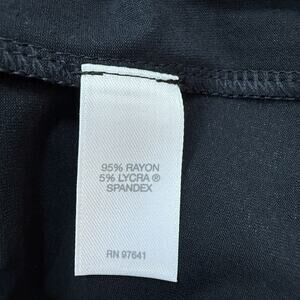 95% RAYON
5% LYCRA ®
SPANDEX
RN 97641